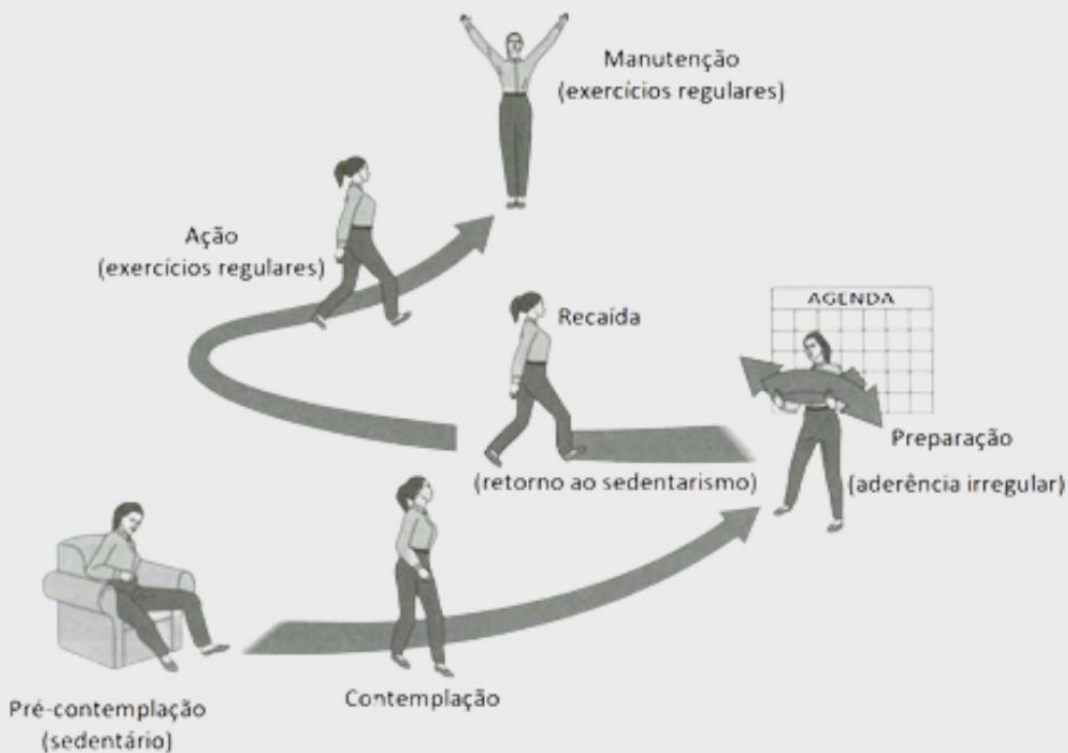 Manutenção
(exercícios regulares)
Ação
(exercícios regulares)
Recaída
AGENDA
Preparação
(retorno ao sedentarismo)
(aderência irregular)
Contemplação
Pré-contemplação
(sedentário)